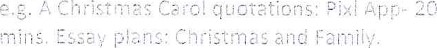 e.g. A Christmas Carol quotations: Pixl App- 20
mins. Essay plans: Christmas and Family.